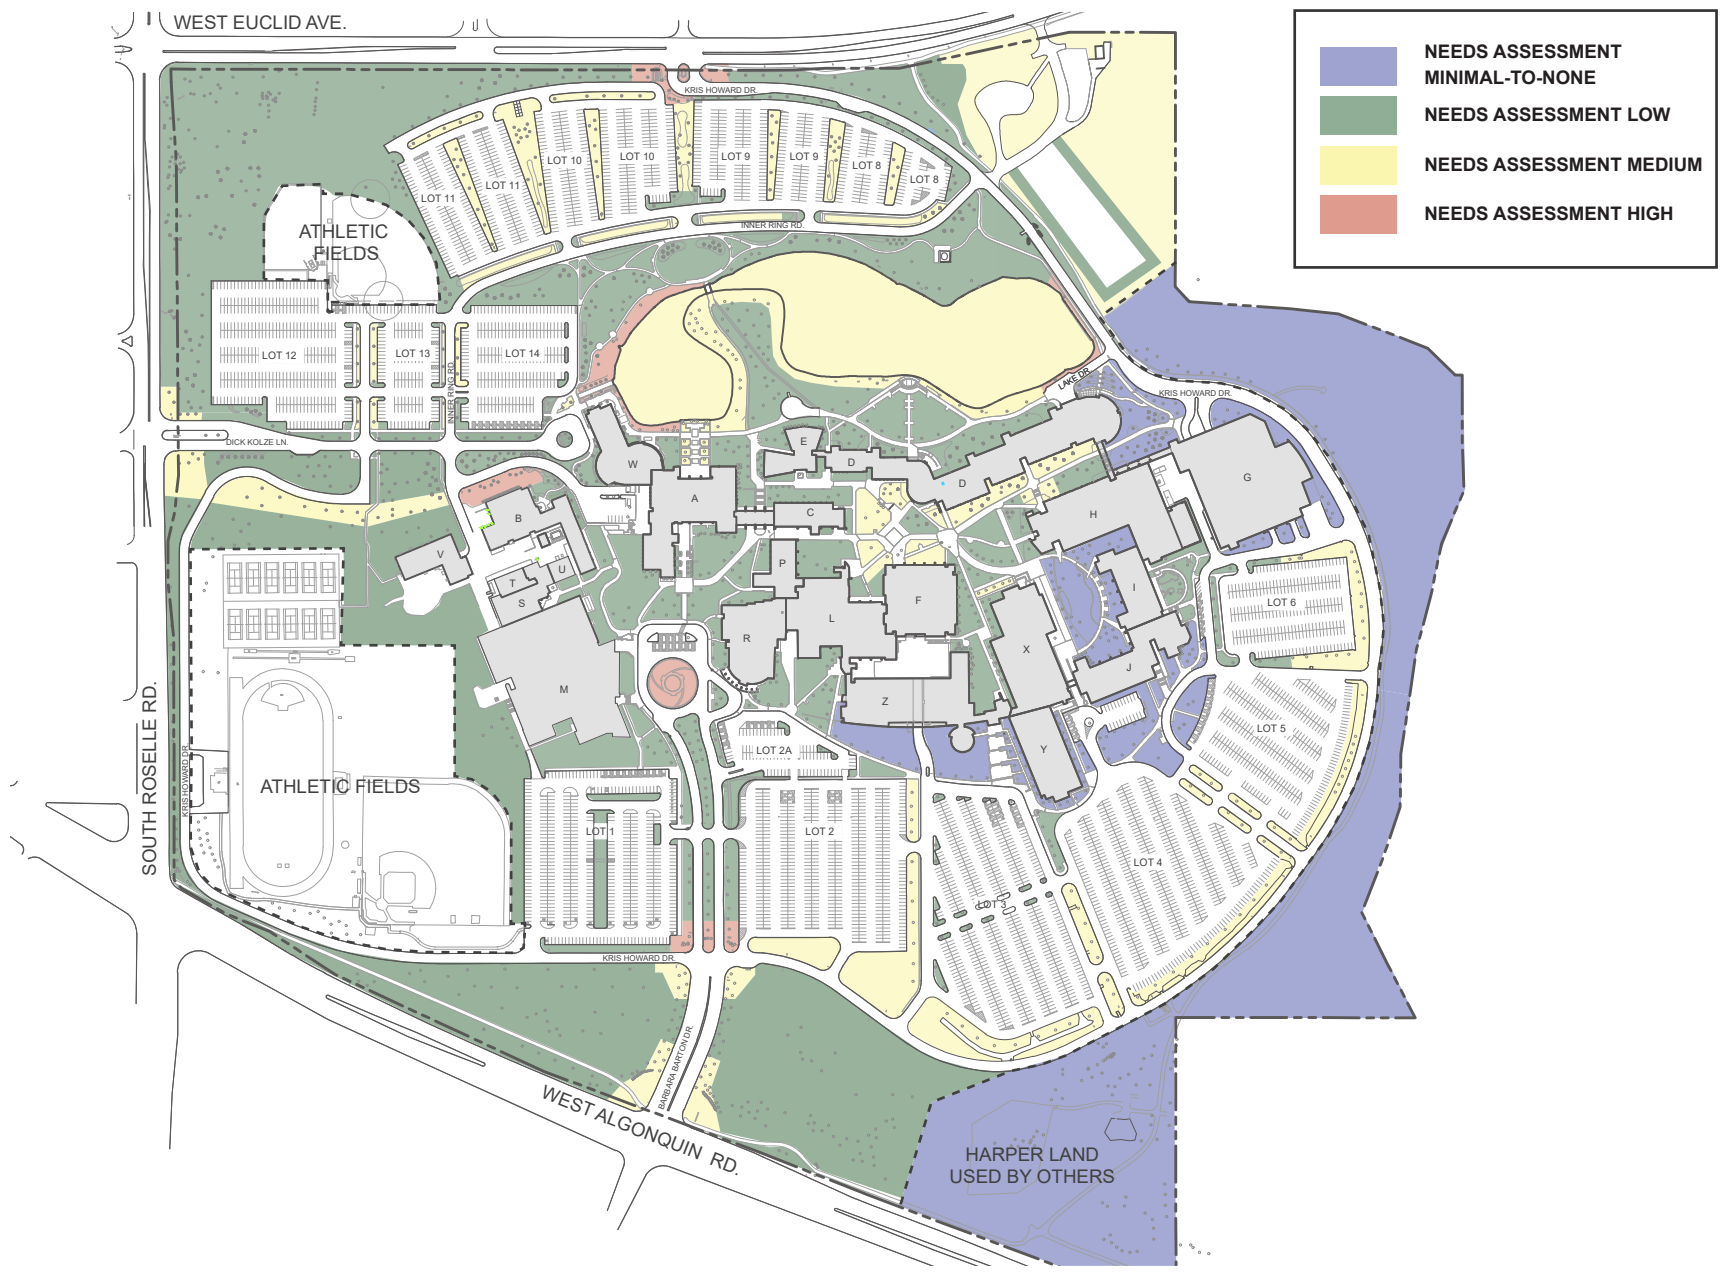 WEST EUCLID AVE.
NEEDS ASSESSMENT
MINIMAL-TO-NONE
NEEDS ASSESSMENT LOW
NEEDS ASSESSMENT MEDIUM
NEEDS ASSESSMENT HIGH
KRIS HOWARD DR.
LOT 10
LOT 10
LOT 9
LOT 9
LOT 8
LOT 8
LOT 11
LOT 11
INNER RING RD.
ATHLETIC
FIELDS
LOT 12
LOT 13
LOT 14
INNER RING RD.
LAKE DR
KRIS HOWARD DR.
DICK KOLZE LN.
E
D
W
A
D
G
C
H
B
V
U
T
S
P
I
F
L
R
LOT 6
X
J
M
Z
LOT 5
Y
LOT 2A
SOUTH ROSELLE RD.
KRIS HOWARD DR.
ATHLETIC FIELDS
LOT 1
LOT 2
LOT 4
LOT 3
KRIS HOWARD DR.
BARBARA BARTON DR.
WEST ALGONQUIN RD.
HARPER LAND
USED BY OTHERS